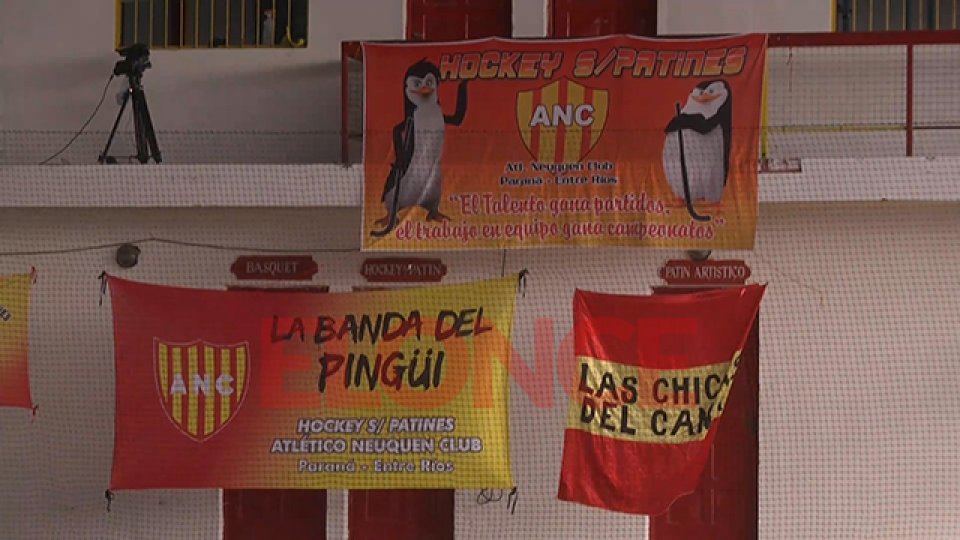 HOCKEY S/PATINES
ANC
Atl. Neuquen Club
Paraná - Entre Ríos
"El Talento gana partidos,
el trabajo en equipo gana campeonatos"
BASQUET
HOCKEY PATIN
PATIN ARTISTICO
LA BANDA DEL
PINGÜI
ANC
HOCKEY S/ PATINES
ATLÉTICO NEUQUEN CLUB
Paraná - Entre Ríos
LAS CHIC
DEL CAN
ELONCE